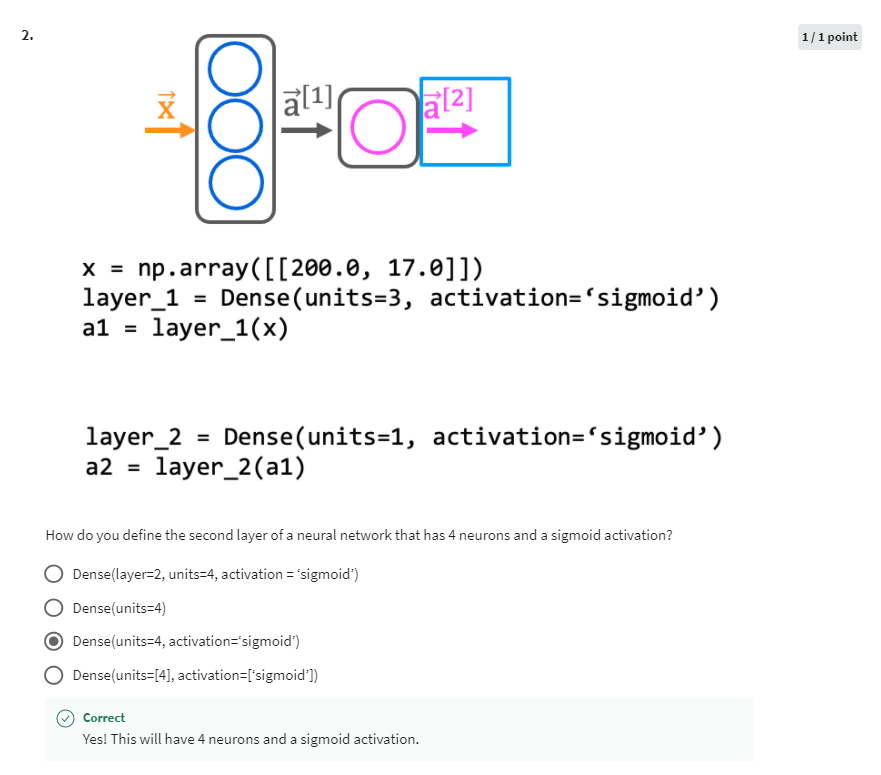 2.
1 / 1 point
x⃗
a⃗[1]
a⃗[2]
x = np.array([[200.0, 17.0]])
layer_1 = Dense(units=3, activation=‘sigmoid’)
a1 = layer_1(x)
layer_2 = Dense(units=1, activation=‘sigmoid’)
a2 = layer_2(a1)
How do you define the second layer of a neural network that has 4 neurons and a sigmoid activation?
Dense(layer=2, units=4, activation = ‘sigmoid’)
Dense(units=4)
Dense(units=4, activation=‘sigmoid’)
Dense(units=[4], activation=[‘sigmoid’])
Correct
Yes! This will have 4 neurons and a sigmoid activation.